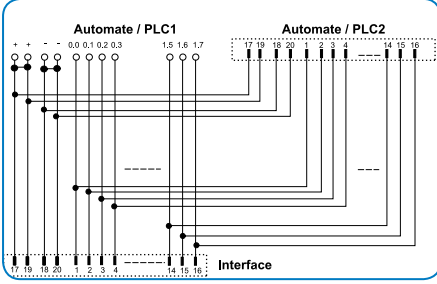 Automate / PLC1
Automate / PLC2
+ + - - 0.0 0.1 0.2 0.3 1.5 1.6 1.7
17 19 18 20 1 2 3 4 14 15 16
17 19 18 20 1 2 3 4 14 15 16
Interface